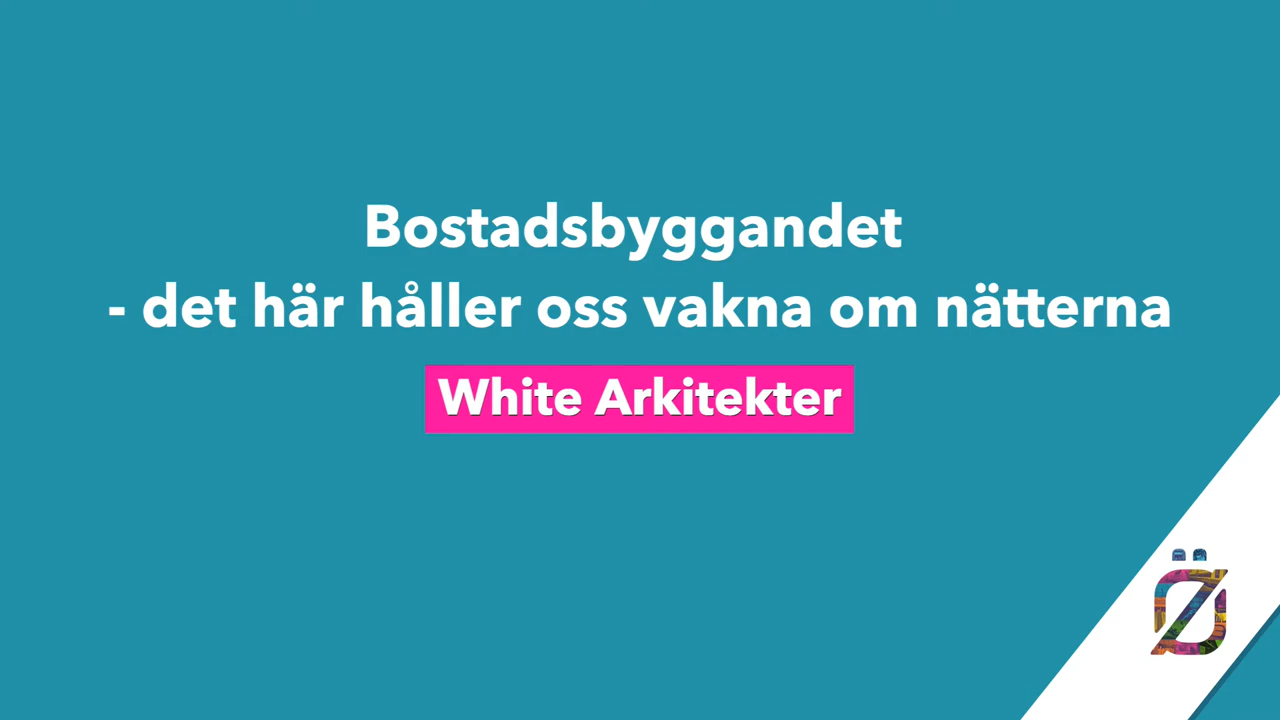 Bostadsbyggandet
- det här håller oss vakna om nätterna
White Arkitekter